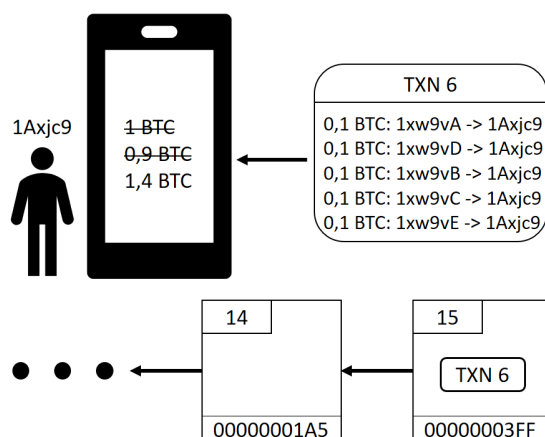 TXN 6
1Axjc9
1 BTC
0,9 BTC
1,4 BTC
0,1 BTC: 1xw9vA -> 1Axjc9
0,1 BTC: 1xw9vD -> 1Axjc9
0,1 BTC: 1xw9vB -> 1Axjc9
0,1 BTC: 1xw9vC -> 1Axjc9
0,1 BTC: 1xw9vE -> 1Axjc9
14
15
TXN 6
00000001A5
00000003FF